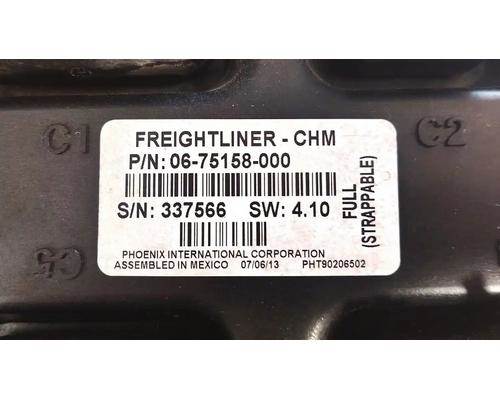 C1
C2
FREIGHTLINER - CHM
P/N: 06-75158-000
S/N: 337566 SW: 4.10
FULL
(STRAPPABLE)
C5
PHOENIX INTERNATIONAL CORPORATION
ASSEMBLED IN MEXICO 07/06/13 PHT90206502